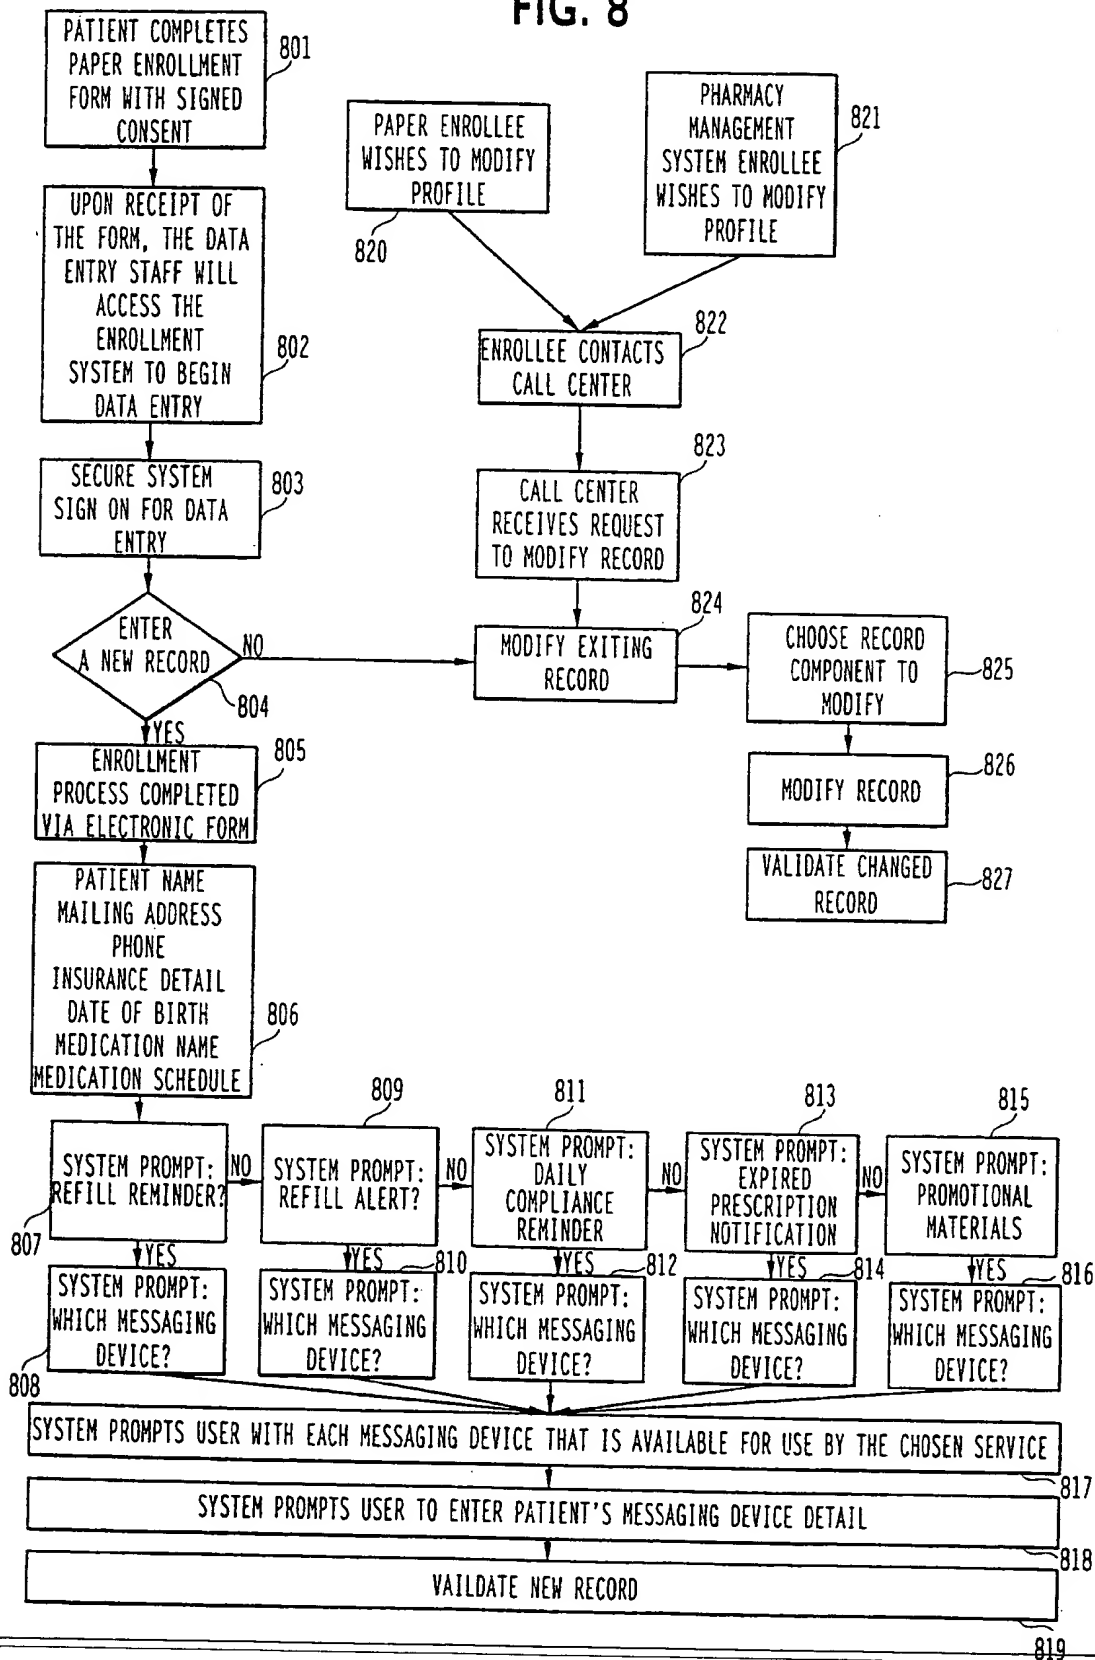 FIG. 8
PATIENT COMPLETES
PAPER ENROLLMENT
FORM WITH SIGNED
CONSENT
801
UPON RECEIPT OF
THE FORM, THE DATA
ENTRY STAFF WILL
ACCESS THE
ENROLLMENT
SYSTEM TO BEGIN
DATA ENTRY
802
SECURE SYSTEM
SIGN ON FOR DATA
ENTRY
803
ENTER
A NEW RECORD
804
NO
YES
ENROLLMENT
PROCESS COMPLETED
VIA ELECTRONIC FORM
805
PATIENT NAME
MAILING ADDRESS
PHONE
INSURANCE DETAIL
DATE OF BIRTH
MEDICATION NAME
MEDICATION SCHEDULE
806
PAPER ENROLLEE
WISHES TO MODIFY
PROFILE
820
PHARMACY
MANAGEMENT
SYSTEM ENROLLEE
WISHES TO MODIFY
PROFILE
821
ENROLLEE CONTACTS
CALL CENTER
822
CALL CENTER
RECEIVES REQUEST
TO MODIFY RECORD
823
MODIFY EXITING
RECORD
824
CHOOSE RECORD
COMPONENT TO
MODIFY
825
MODIFY RECORD
826
VALIDATE CHANGED
RECORD
827
SYSTEM PROMPT:
REFILL REMINDER?
807
NO
YES
809
SYSTEM PROMPT:
REFILL ALERT?
NO
YES
811
SYSTEM PROMPT:
DAILY
COMPLIANCE
REMINDER
NO
YES
813
SYSTEM PROMPT:
EXPIRED
PRESCRIPTION
NOTIFICATION
NO
YES
815
SYSTEM PROMPT:
PROMOTIONAL
MATERIALS
YES
SYSTEM PROMPT:
WHICH MESSAGING
DEVICE?
808
SYSTEM PROMPT:
WHICH MESSAGING
DEVICE?
810
SYSTEM PROMPT:
WHICH MESSAGING
DEVICE?
812
SYSTEM PROMPT:
WHICH MESSAGING
DEVICE?
814
SYSTEM PROMPT:
WHICH MESSAGING
DEVICE?
816
SYSTEM PROMPTS USER WITH EACH MESSAGING DEVICE THAT IS AVAILABLE FOR USE BY THE CHOSEN SERVICE
817
SYSTEM PROMPTS USER TO ENTER PATIENT'S MESSAGING DEVICE DETAIL
818
VAILDATE NEW RECORD
819